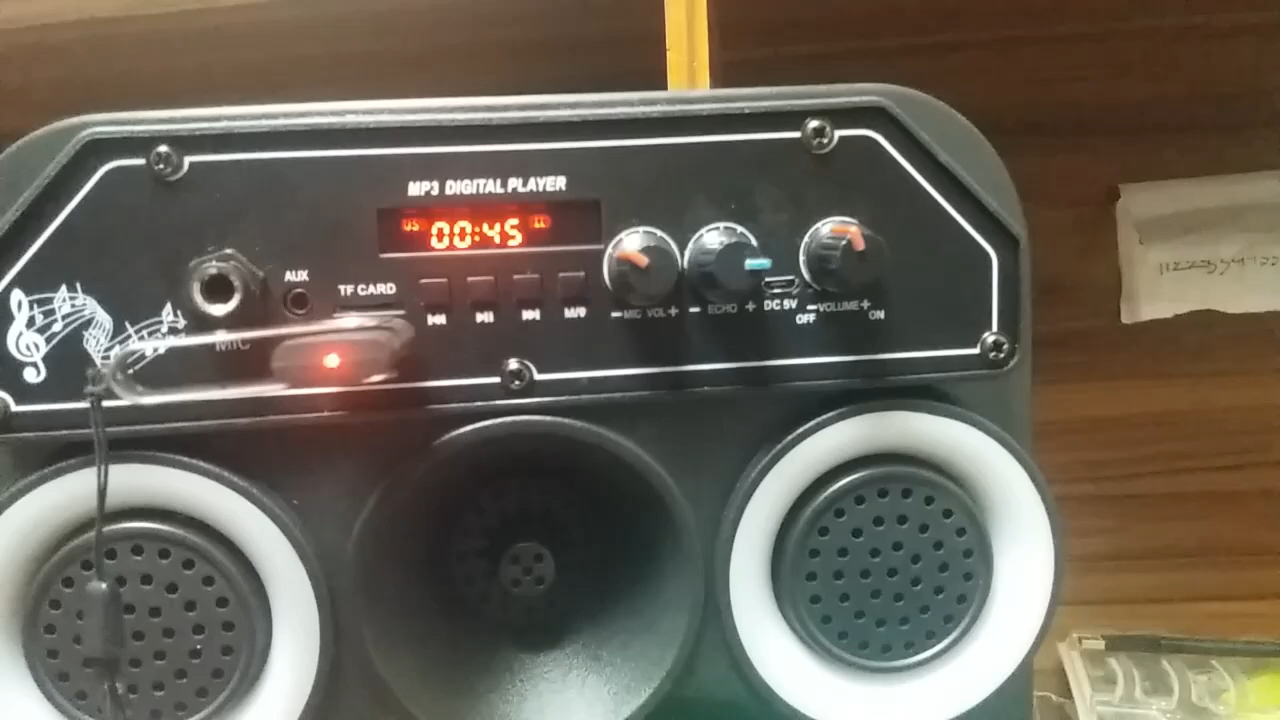 MP3 DIGITAL PLAYER
US 00:45
AUX
TF CARD
MIC
M/
- MIC VOL +
- ECHO +
DC 5V
- VOLUME +
OFF
ON